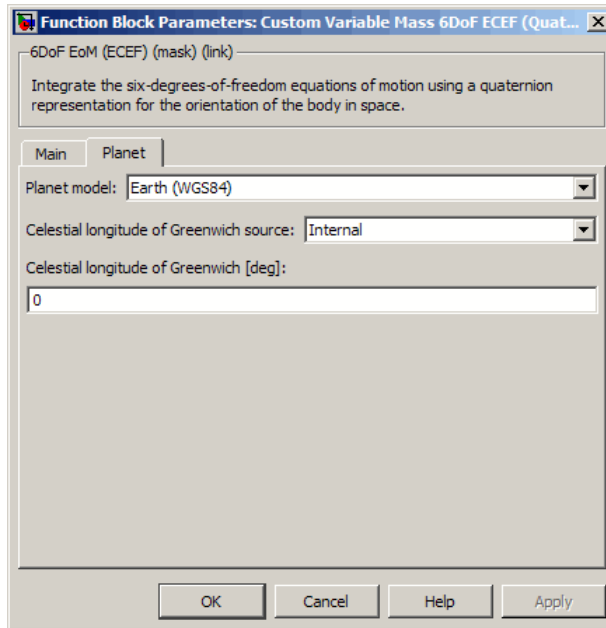 Function Block Parameters: Custom Variable Mass 6DoF ECEF (Quat...
6DoF EoM (ECEF) (mask) (link)
Integrate the six-degrees-of-freedom equations of motion using a quaternion
representation for the orientation of the body in space.
Main Planet
Planet model: Earth (WGS84)
Celestial longitude of Greenwich source: Internal
Celestial longitude of Greenwich [deg]:
0
OK Cancel Help Apply